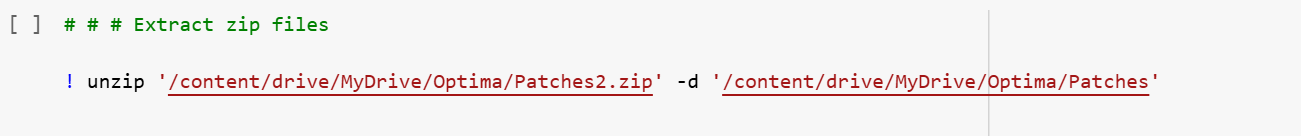 [ ] # # # Extract zip files
! unzip '/content/drive/MyDrive/Optima/Patches2.zip' -d '/content/drive/MyDrive/Optima/Patches'